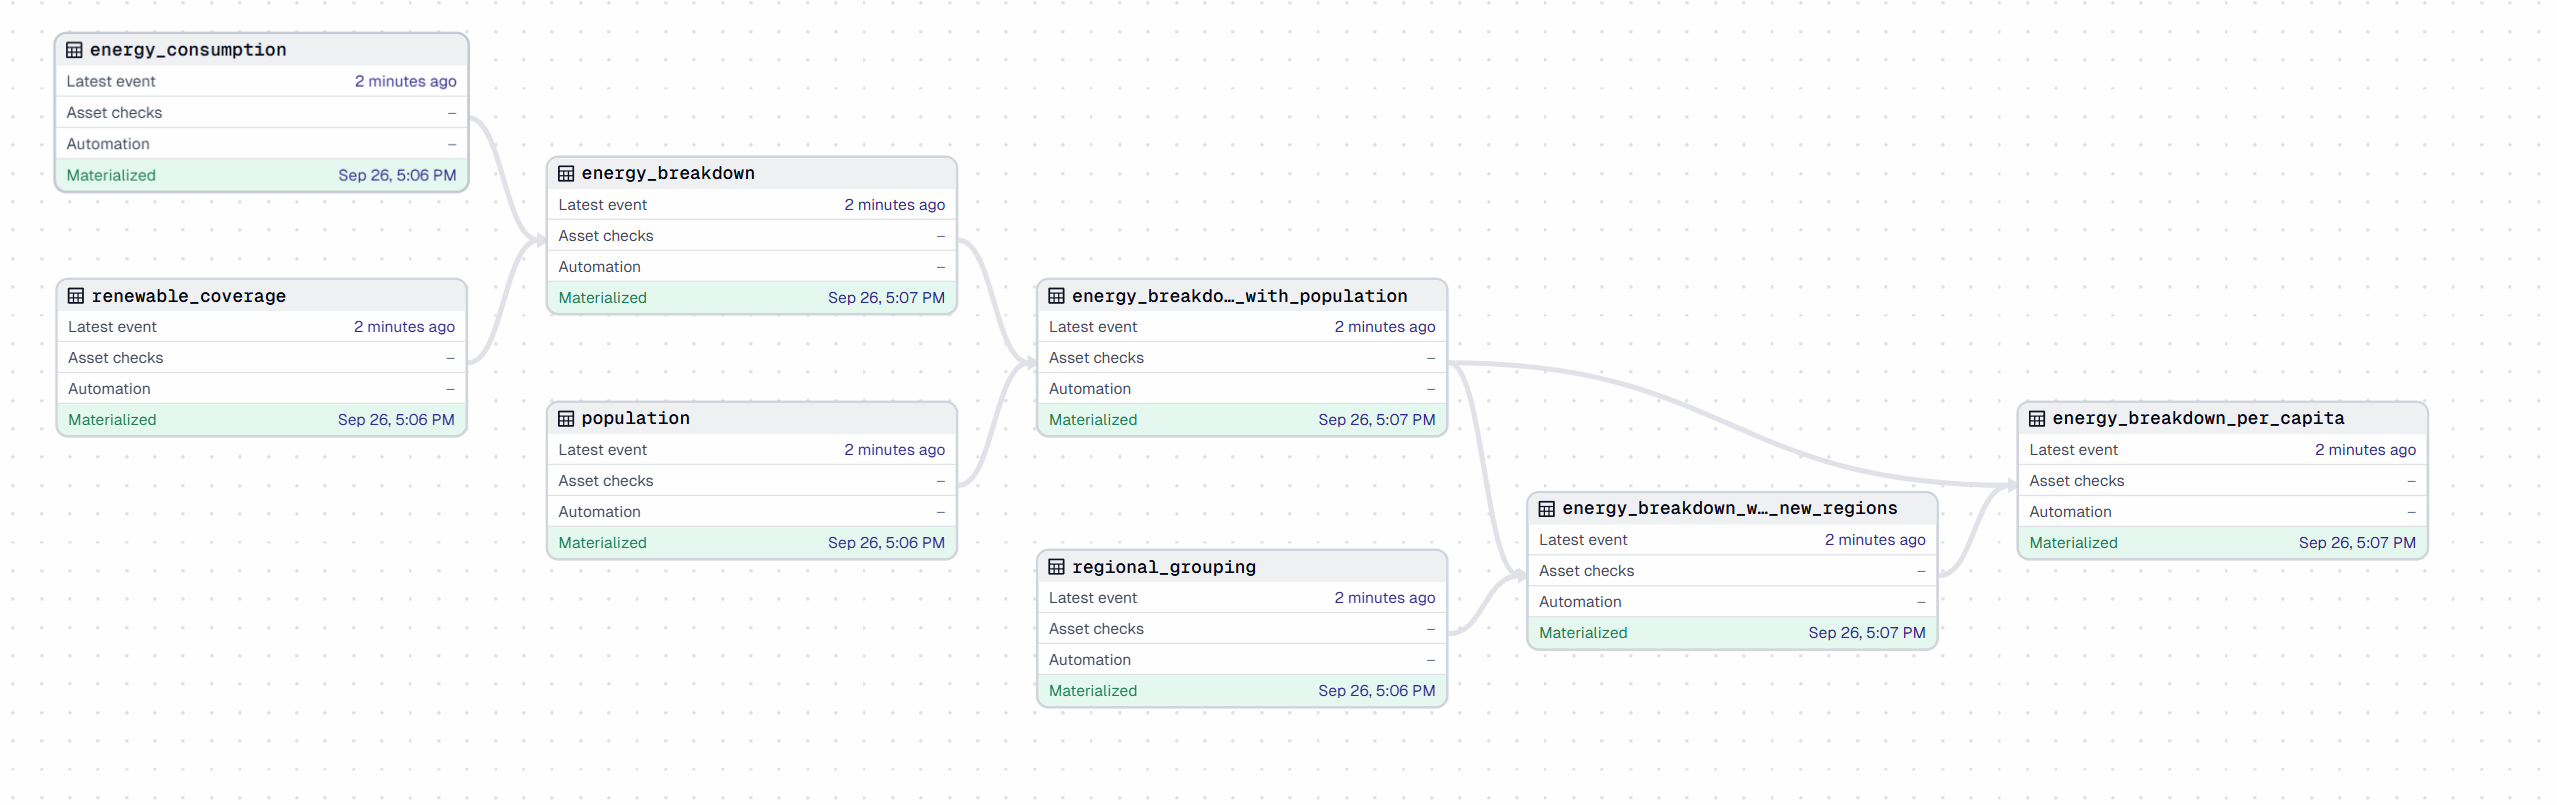 energy_consumption
Latest event 2 minutes ago
Asset checks –
Automation –
Materialized Sep 26, 5:06 PM
renewable_coverage
Latest event 2 minutes ago
Asset checks –
Automation –
Materialized Sep 26, 5:06 PM
energy_breakdown
Latest event 2 minutes ago
Asset checks –
Automation –
Materialized Sep 26, 5:07 PM
population
Latest event 2 minutes ago
Asset checks –
Automation –
Materialized Sep 26, 5:06 PM
energy_breakdo…_with_population
Latest event 2 minutes ago
Asset checks –
Automation –
Materialized Sep 26, 5:07 PM
regional_grouping
Latest event 2 minutes ago
Asset checks –
Automation –
Materialized Sep 26, 5:06 PM
energy_breakdown_w…_new_regions
Latest event 2 minutes ago
Asset checks –
Automation –
Materialized Sep 26, 5:07 PM
energy_breakdown_per_capita
Latest event 2 minutes ago
Asset checks –
Automation –
Materialized Sep 26, 5:07 PM